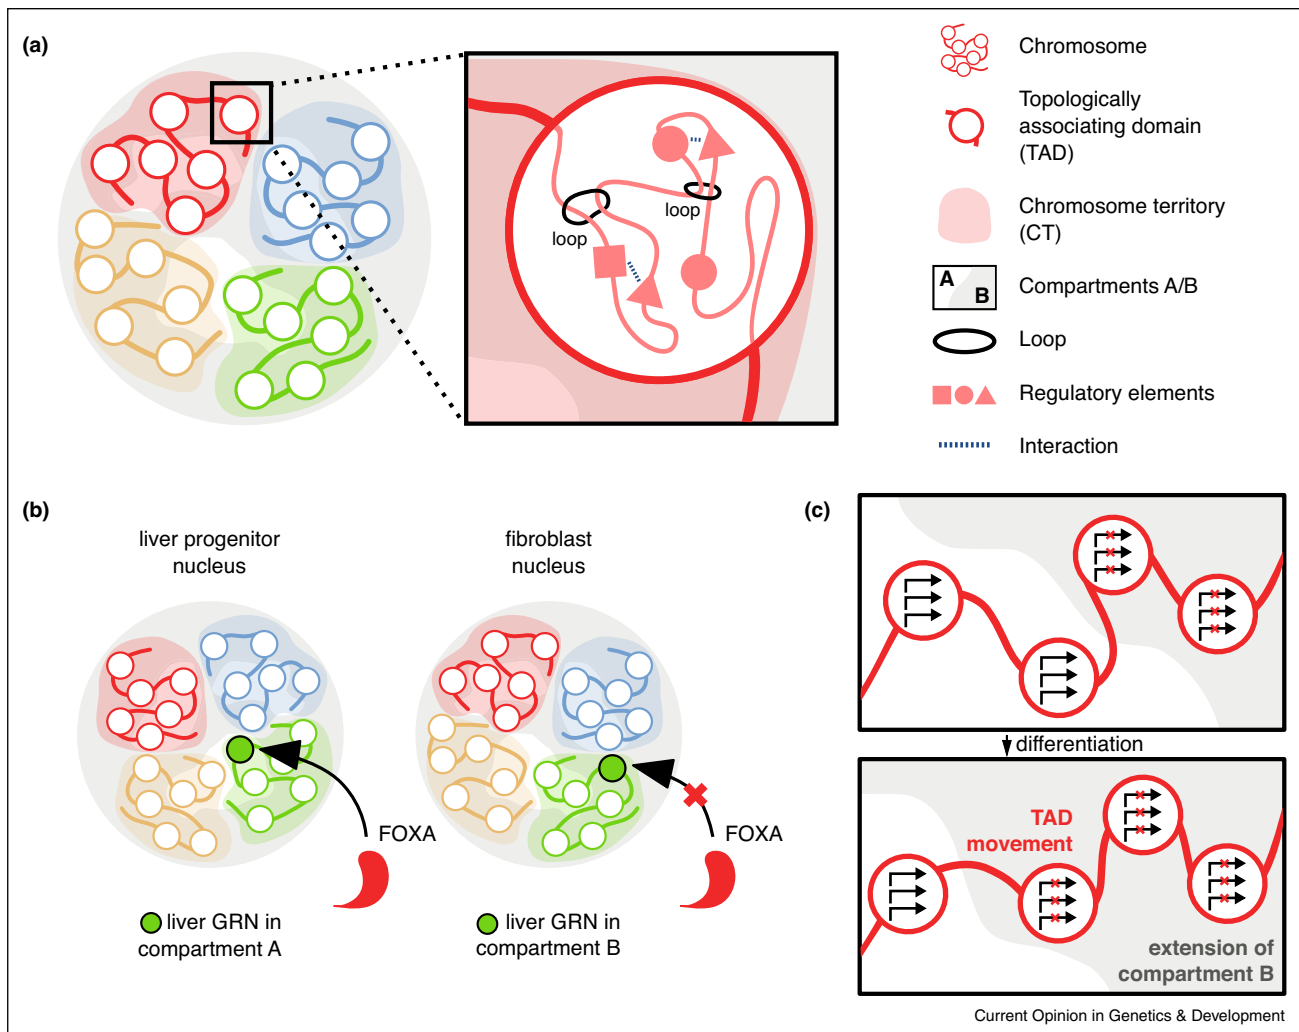 (a)
loop
loop
Chromosome
Topologically
associating domain
(TAD)
Chromosome territory
(CT)
A
B
Compartments A/B
Loop
Regulatory elements
Interaction
(b)
liver progenitor
nucleus
fibroblast
nucleus
FOXA
FOXA
liver GRN in
compartment A
liver GRN in
compartment B
(c)
differentiation
TAD
movement
extension of
compartment B
Current Opinion in Genetics & Development